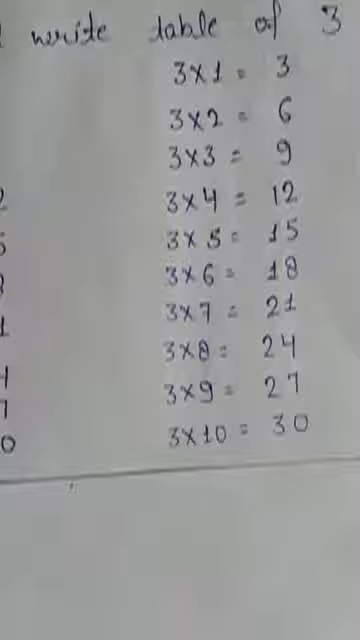 write table of 3
3x1 = 3
3x2 = 6
3x3 = 9
3x4 = 12
3x5 = 15
3x6 = 18
3x7 = 21
3x8 = 24
3x9 = 27
3x10 = 30